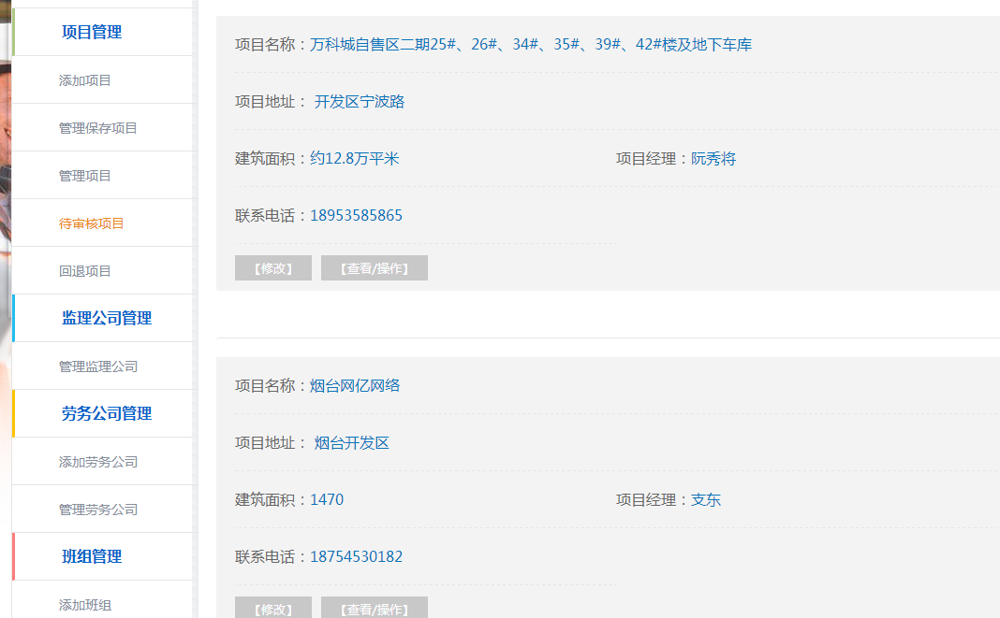 项目管理
添加项目
管理保存项目
管理项目
待审核项目
回退项目
监理公司管理
管理监理公司
劳务公司管理
添加劳务公司
管理劳务公司
班组管理
添加班组
项目名称：万科城自售区二期25#、26#、34#、35#、39#、42#楼及地下车库
项目地址： 开发区宁波路
建筑面积：约12.8万平米 项目经理：阮秀将
联系电话：18953585865
【修改】 【查看/操作】
项目名称：烟台网亿网络
项目地址： 烟台开发区
建筑面积：1470 项目经理：支东
联系电话：18754530182
【修改】 【查看/操作】